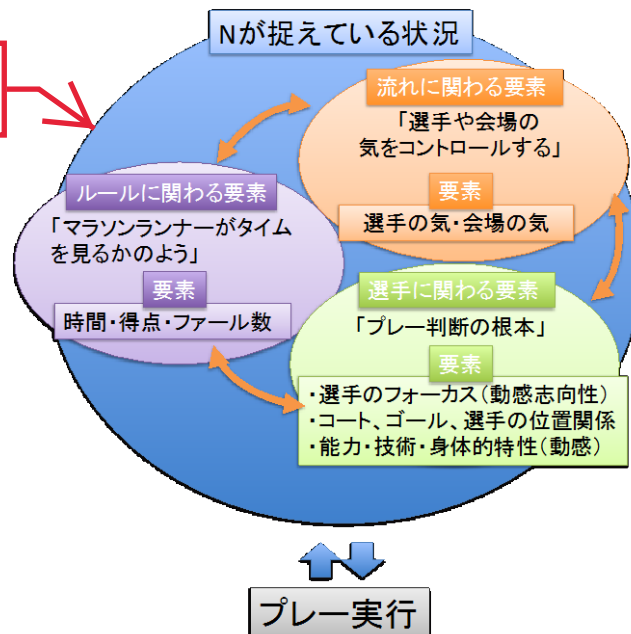 Nが捉えている状況
流れに関わる要素
「選手や会場の
気をコントロールする」
要素
選手の気・会場の気
ルールに関わる要素
「マラソンランナーがタイム
を見るかのよう」
要素
時間・得点・ファール数
選手に関わる要素
「プレー判断の根本」
要素
・選手のフォーカス(動感志向性)
・コート、ゴール、選手の位置関係
・能力・技術・身体的特性(動感)
プレー実行